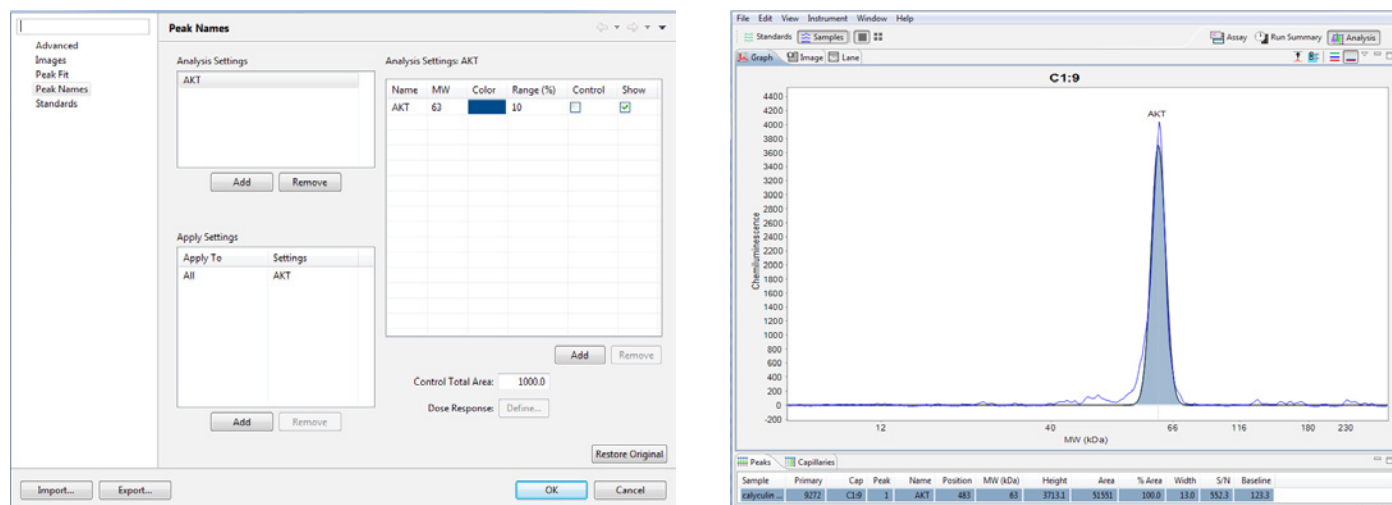 Peak Names
Advanced
Images
Peak Fit
Peak Names
Standards
Analysis Settings
AKT
Add Remove
Apply Settings
Apply To Settings
All AKT
Add Remove
Analysis Settings: AKT
Name MW Color Range (%) Control Show
AKT 63 10
Add Remove
Control Total Area: 1000.0
Dose Response: Define...
Restore Original
Import... Export... OK Cancel
File Edit View Instrument Window Help
Standards Samples Assay Run Summary Analysis
Graph Image Lane
C1:9
AKT
4400
4200
4000
3800
3600
3400
3200
3000
2800
2600
2400
2200
2000
1800
1600
1400
1200
1000
800
600
400
200
0
-200
Chemiluminescence
12 40 66 116 180 230
MW (kDa)
Peaks Capillaries
Sample Primary Cap Peak Name Position MW (kDa) Height Area % Area Width S/N Baseline
calyculin ... 9272 C1:9 1 AKT 483 63 3713.1 51551 100.0 13.0 552.3 123.3